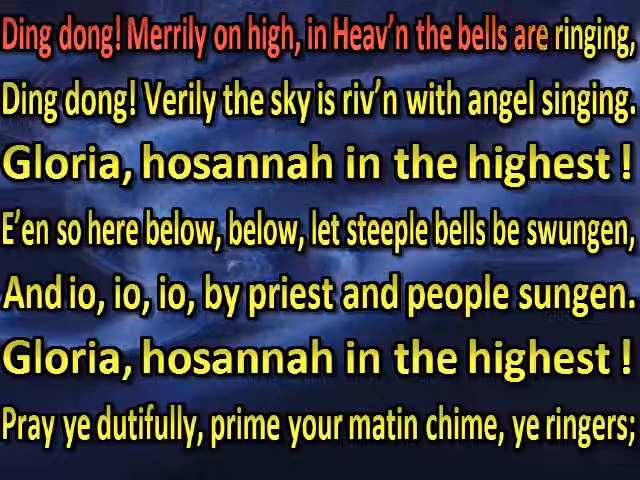 Ding dong! Merrily on high, in Heav’n the bells are ringing,
Ding dong! Verily the sky is riv’n with angel singing.
Gloria, hosannah in the highest !
E’en so here below, below, let steeple bells be swungen,
And io, io, io, by priest and people sungen.
Gloria, hosannah in the highest !
Pray ye dutifully, prime your matin chime, ye ringers;